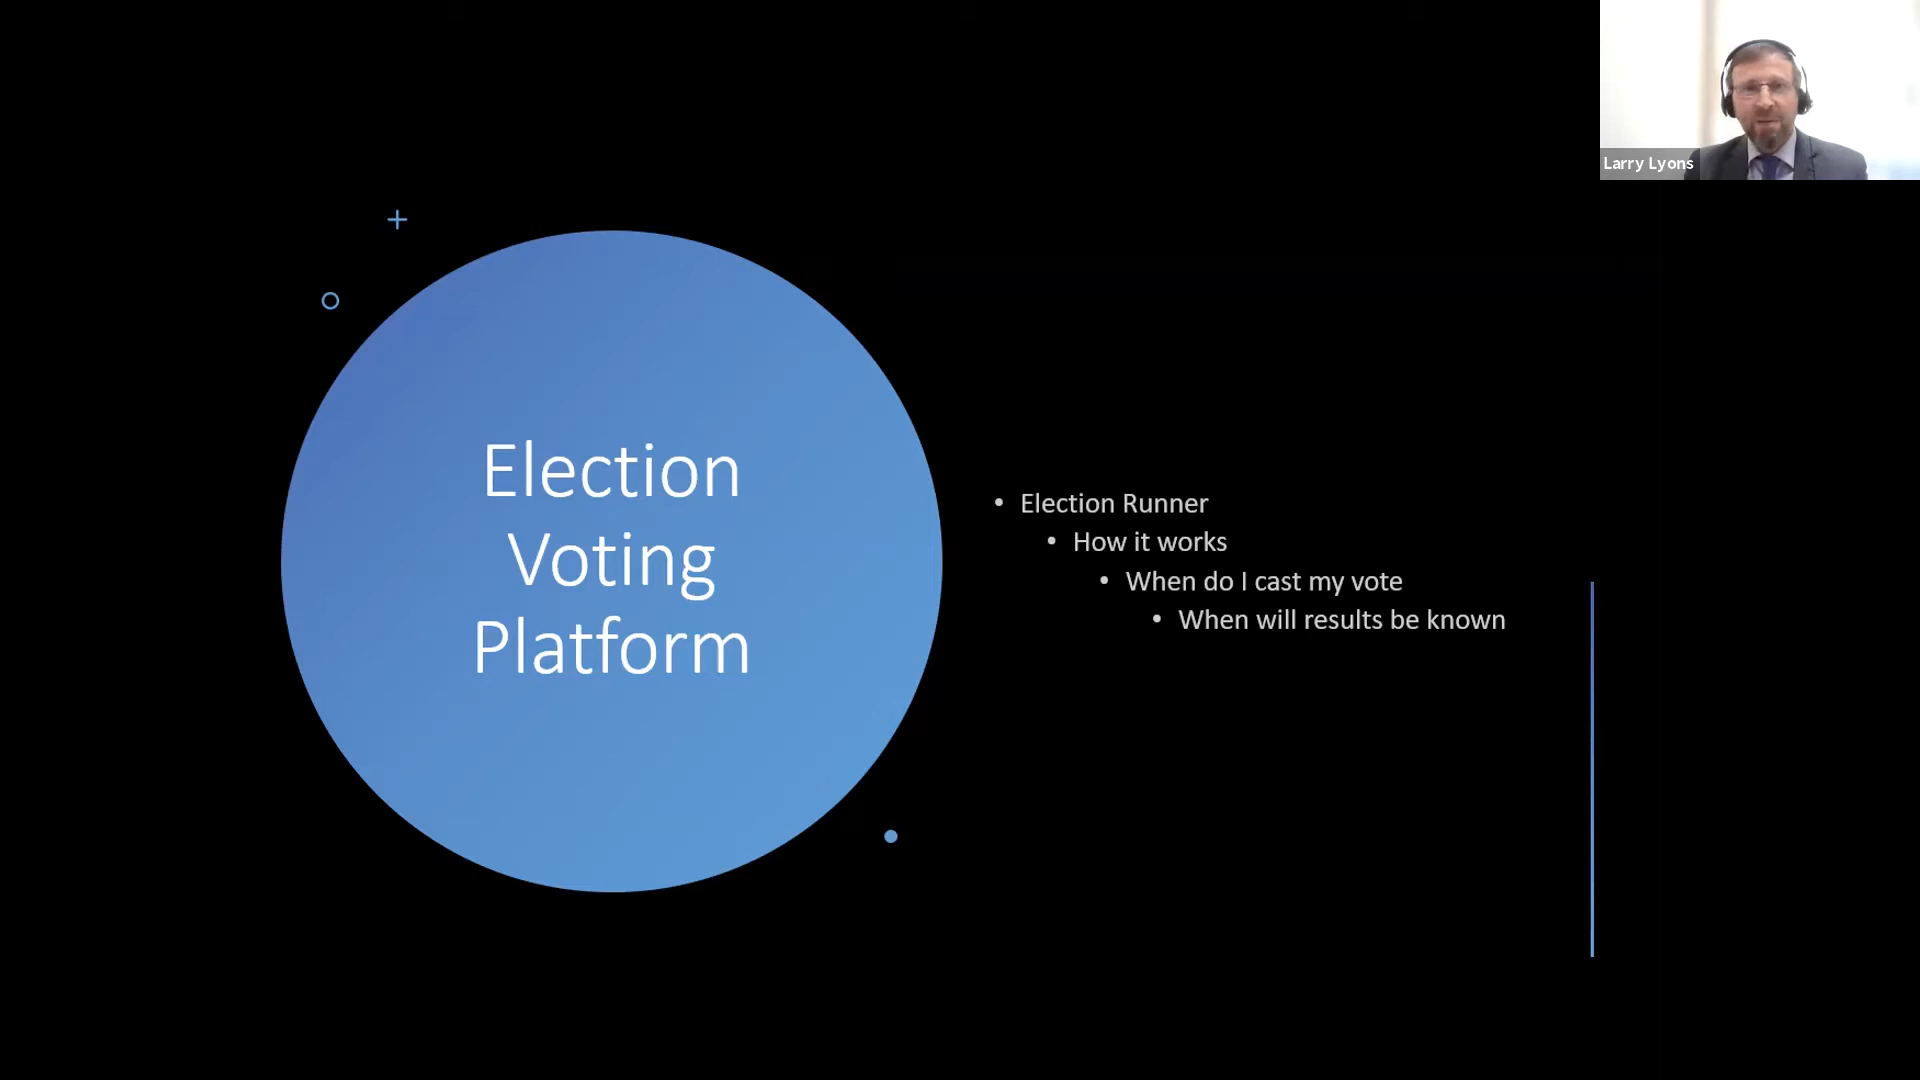 Larry Lyons
Election
Voting
Platform
• Election Runner
• How it works
• When do I cast my vote
• When will results be known